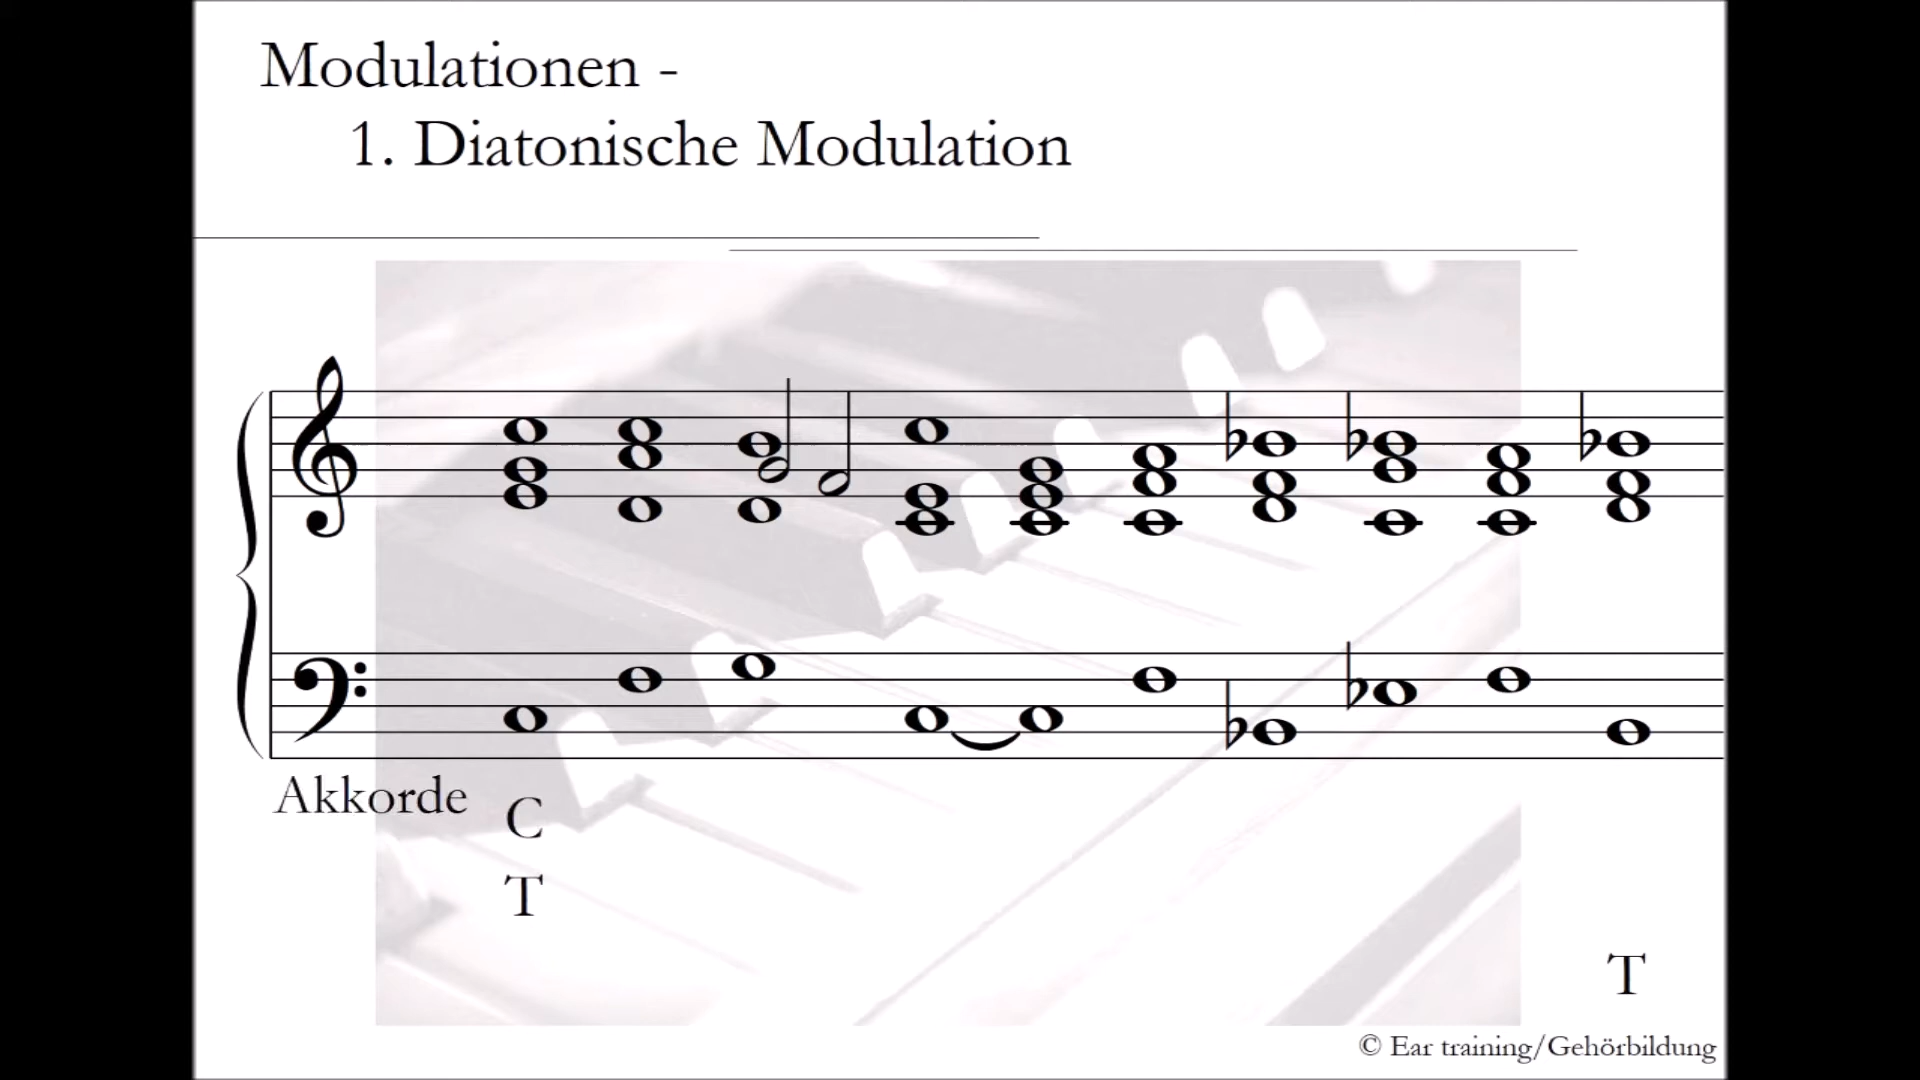 Modulationen -
1. Diatonische Modulation
Akkorde
C
T
T
© Ear training/Gehörbildung